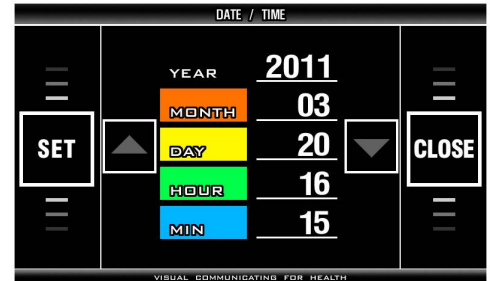 DATE / TIME
YEAR 2011
MONTH 03
SET
DAY 20
CLOSE
HOUR 16
MIN 15
VISUAL COMMUNICATING FOR HEALTH